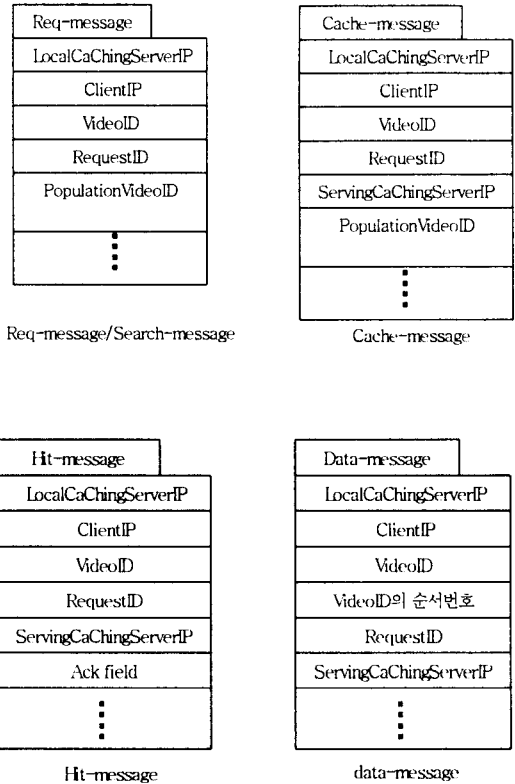 Req-message
LocalCaChingServerIP
ClientIP
VideoID
RequestID
PopulationVideoID
Req-message/Search-message
Cache-message
LocalCaChingServerIP
ClientIP
VideoID
RequestID
ServingCaChingServerIP
PopulationVideoID
Cache-message
Hit-message
LocalCaChingServerIP
ClientIP
VideoID
RequestID
ServingCaChingServerIP
Ack field
Hit-message
Data-message
LocalCaChingServerIP
ClientIP
VideoID
VideoID의 순서번호
RequestID
ServingCaChingServerIP
data-message